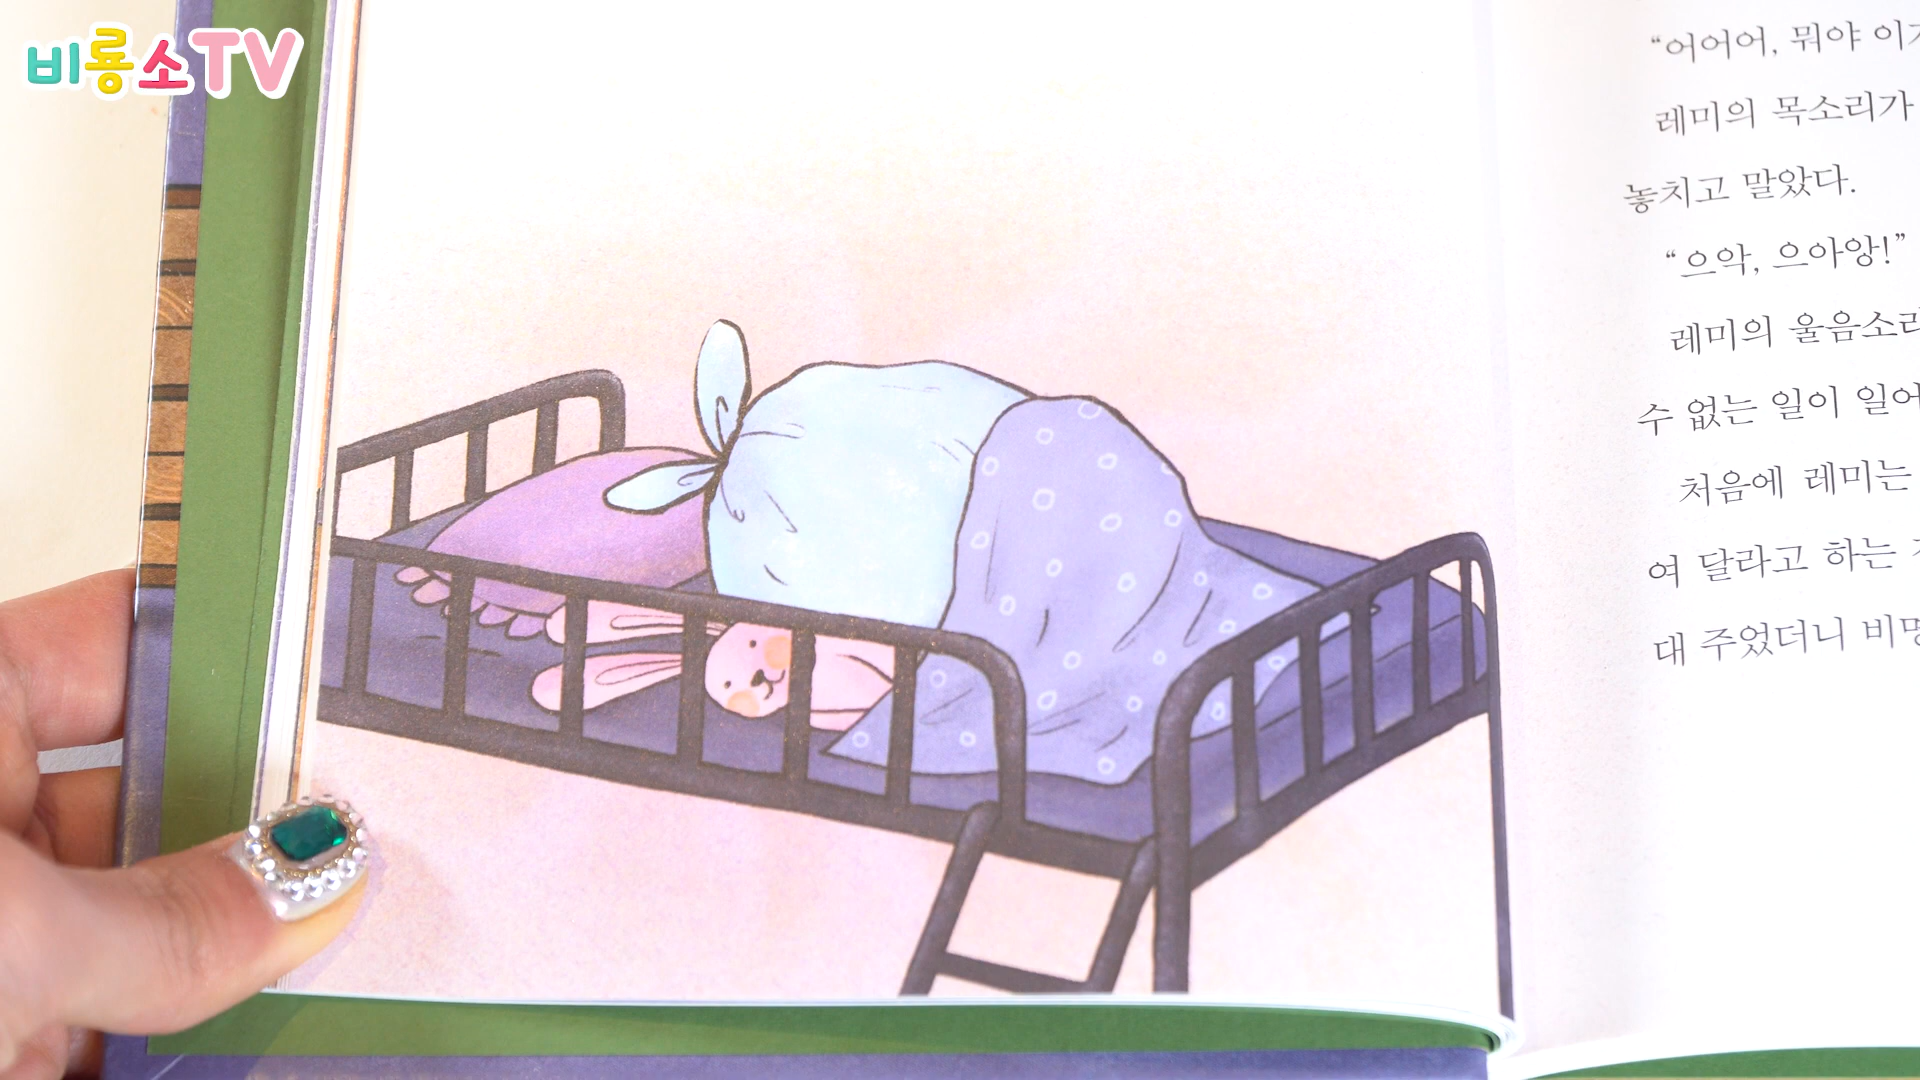 비룡소TV
“어어어, 뭐야 이
레미의 목소리가
놓치고 말았다.
“으악, 으아앙!”
레미의 울음소리
수 없는 일이 일어
처음에 레미는
여 달라고 하는
대 주었더니 비명